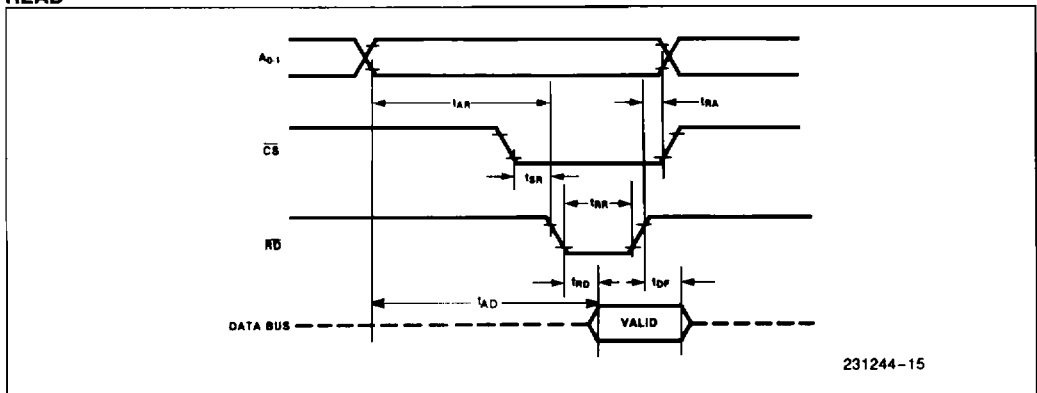 READ
A0-1
tAR
tRA
CS
tSR
tRR
RD
tRD
tDF
tAD
DATA BUS
VALID
231244-15